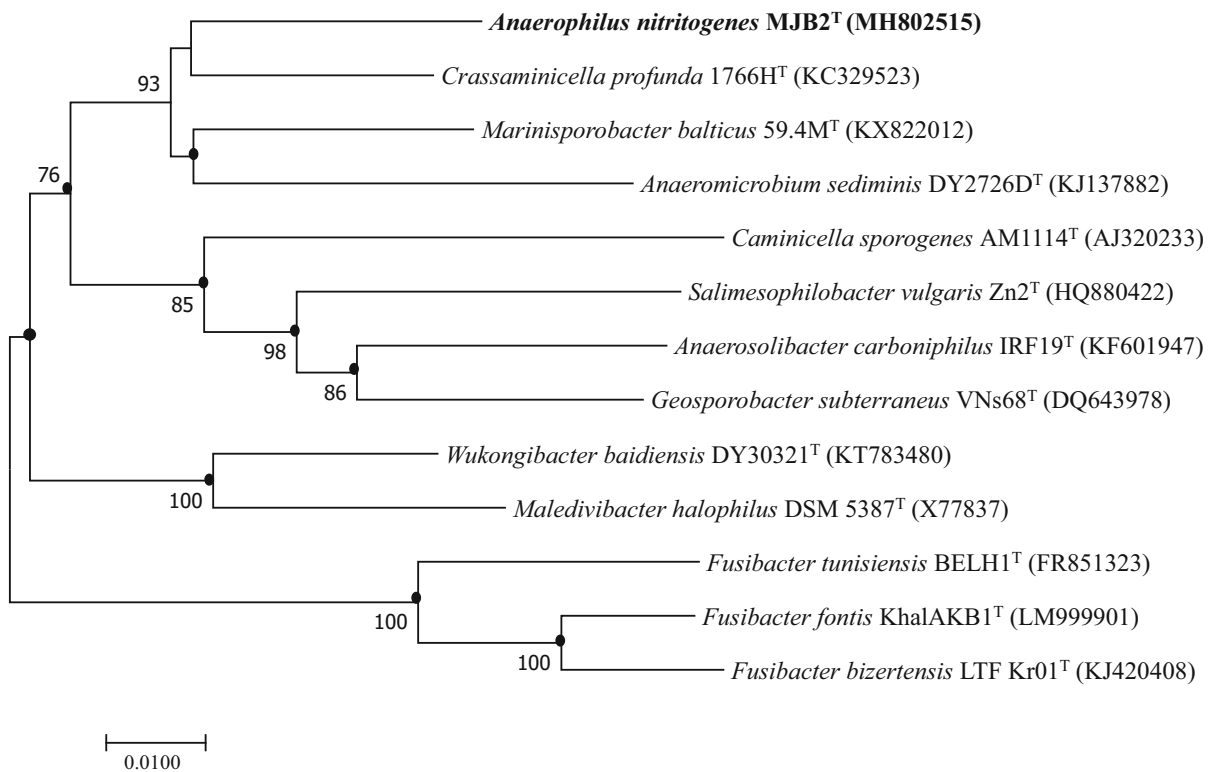 Anaerophilus nitritogenes MJB2ᵀ (MH802515)
93
Crassaminicella profunda 1766Hᵀ (KC329523)
Marinisporobacter balticus 59.4Mᵀ (KX822012)
76
Anaeromicrobium sediminis DY2726Dᵀ (KJ137882)
Caminicella sporogenes AM1114ᵀ (AJ320233)
85
Salimesophilobacter vulgaris Zn2ᵀ (HQ880422)
98
Anaerosolibacter carboniphilus IRF19ᵀ (KF601947)
86
Geosporobacter subterraneus VNs68ᵀ (DQ643978)
Wukongibacter baidiensis DY30321ᵀ (KT783480)
100
Maledivibacter halophilus DSM 5387ᵀ (X77837)
Fusibacter tunisiensis BELH1ᵀ (FR851323)
100
Fusibacter fontis KhalAKB1ᵀ (LM999901)
100
Fusibacter bizertensis LTF Kr01ᵀ (KJ420408)
0.0100